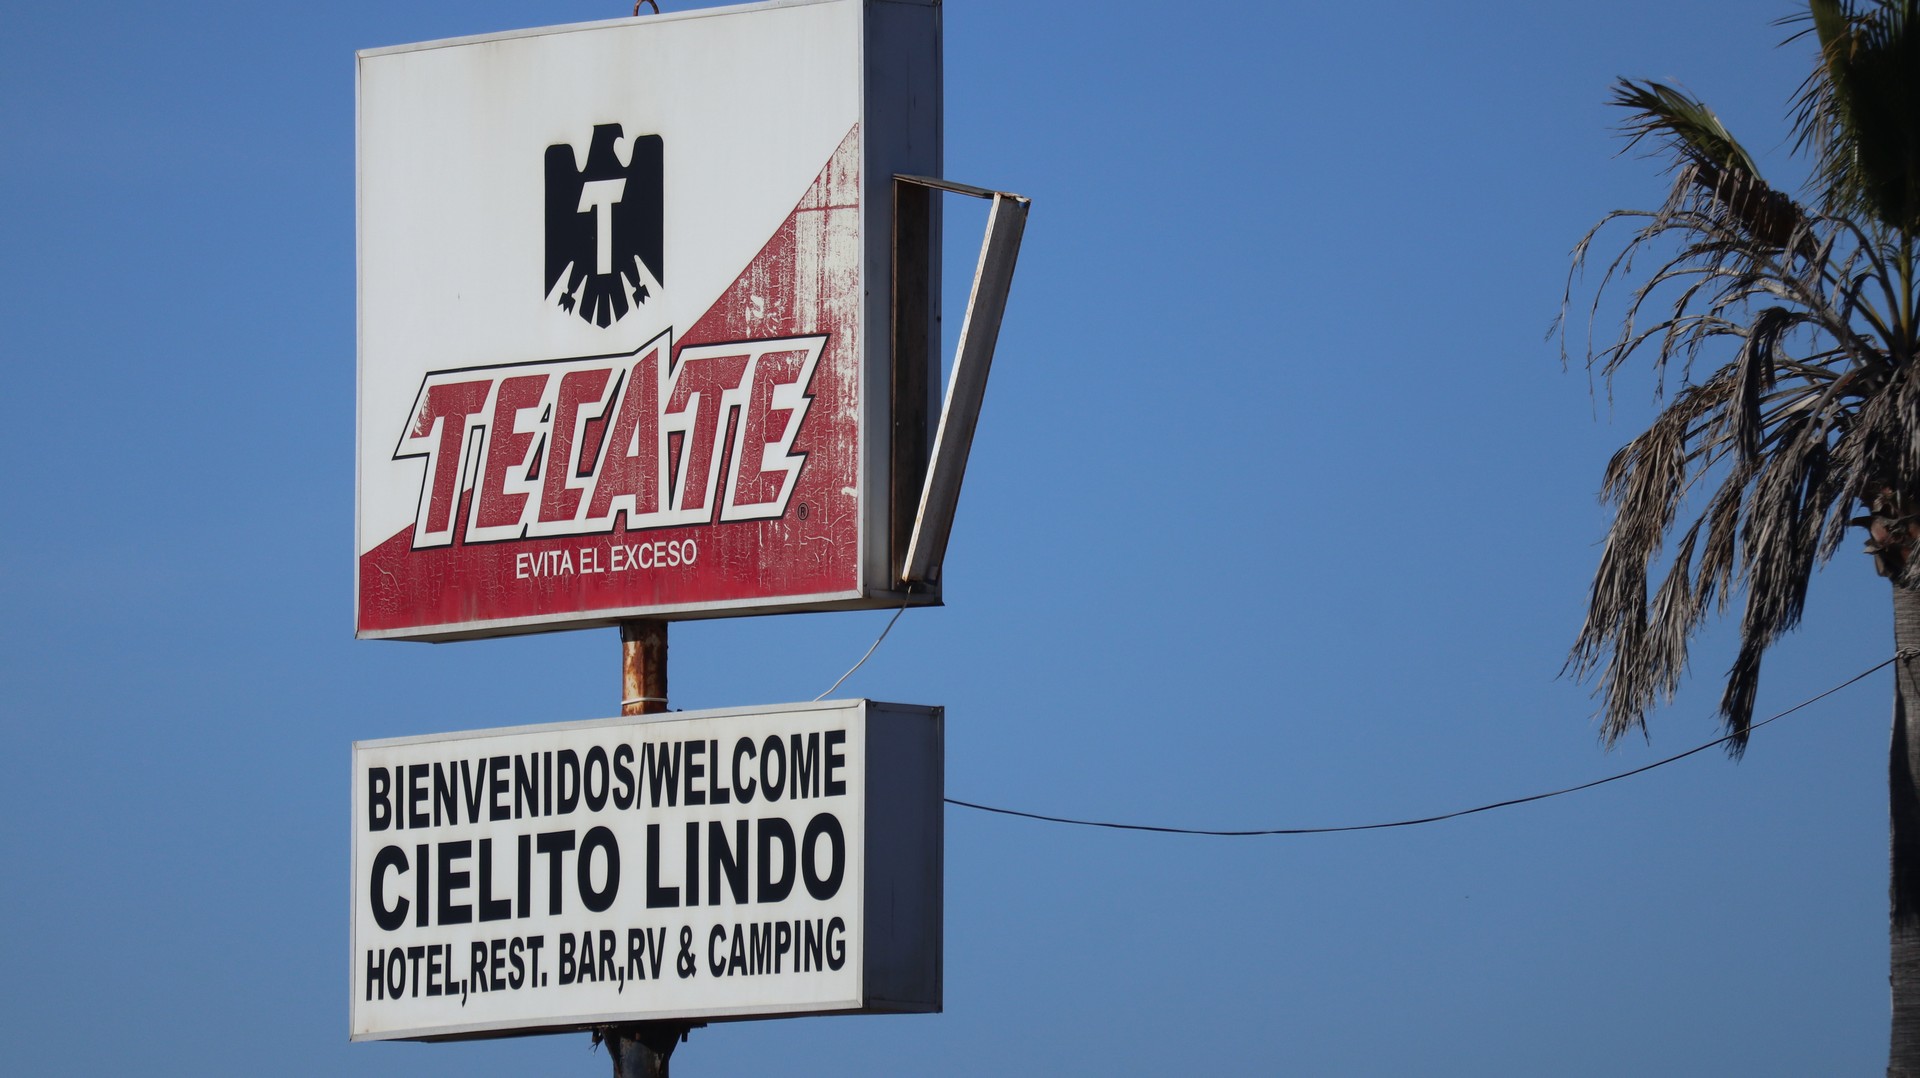 T
TECATE®
EVITA EL EXCESO
BIENVENIDOS/WELCOME
CIELITO LINDO
HOTEL,REST. BAR,RV & CAMPING